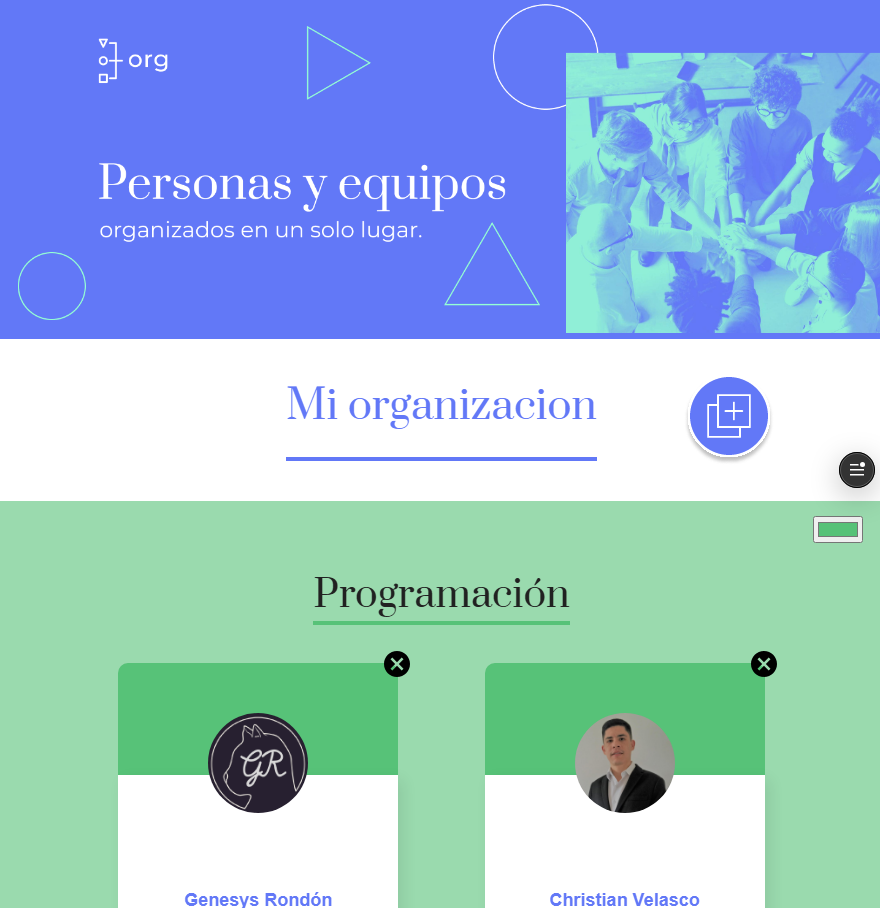 org
Personas y equipos
organizados en un solo lugar.
Mi organizacion
Programación
GR
Genesys Rondón
Christian Velasco